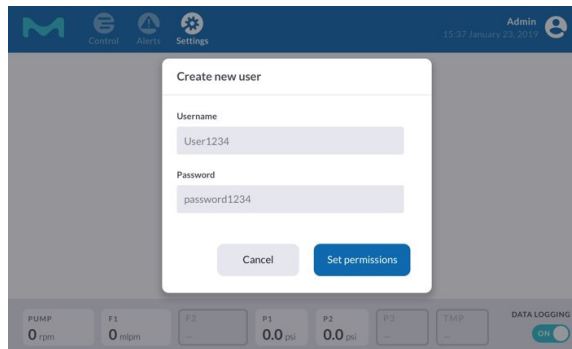 Control Alerts Settings
Admin
15:37 January 23, 2019
Create new user
Username
User1234
Password
password1234
Cancel Set permissions
PUMP F1 F2 P1 P2 P3 TMP DATA LOGGING
0 rpm 0 mlpm -- 0.0 psi 0.0 psi -- -- ON